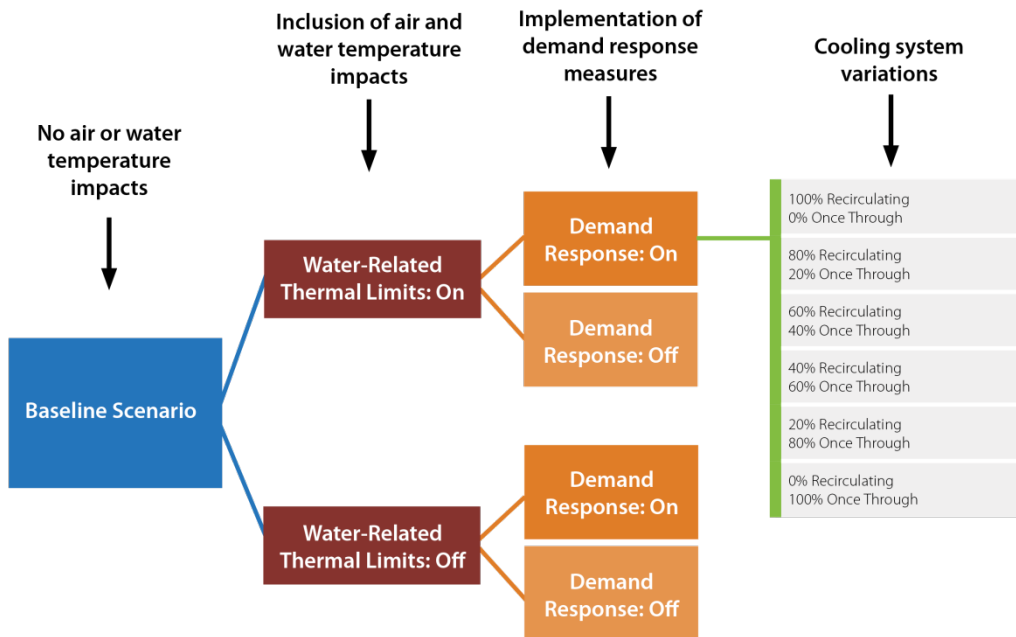 No air or water
temperature
impacts
Inclusion of air and
water temperature
impacts
Implementation of
demand response
measures
Cooling system
variations
Baseline Scenario
Water-Related
Thermal Limits: On
Water-Related
Thermal Limits: Off
Demand
Response: On
Demand
Response: Off
Demand
Response: On
Demand
Response: Off
100% Recirculating
0% Once Through
80% Recirculating
20% Once Through
60% Recirculating
40% Once Through
40% Recirculating
60% Once Through
20% Recirculating
80% Once Through
0% Recirculating
100% Once Through